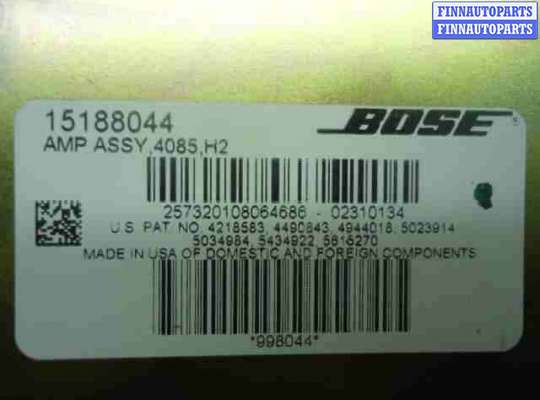 FINNAUTOPARTS
FINNAUTOPARTS
15188044
BOSE
AMP ASSY,4085,H2
257320108064686 - 02310134
U.S. PAT. NO. 4218583, 4490843, 4944018, 5023914
5034984, 5434922, 5615270
MADE IN USA OF DOMESTIC AND FOREIGN COMPONENTS
*998044*